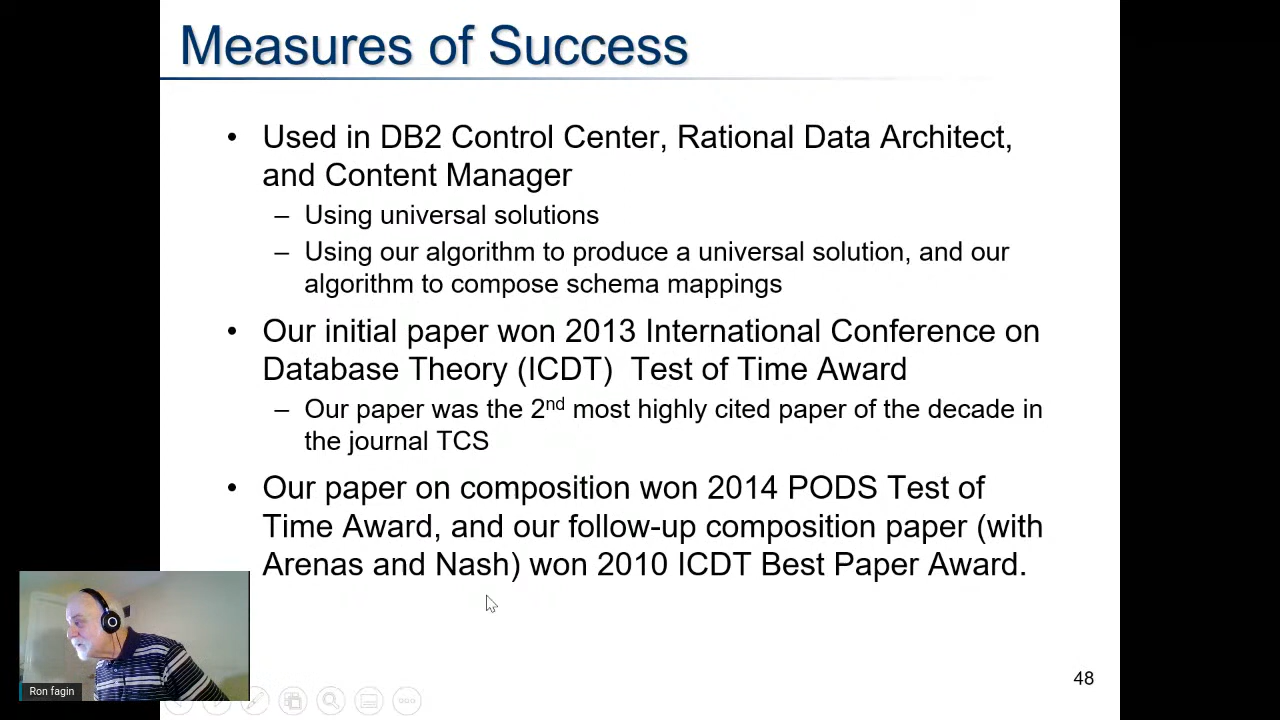 Measures of Success
• Used in DB2 Control Center, Rational Data Architect,
and Content Manager
– Using universal solutions
– Using our algorithm to produce a universal solution, and our
algorithm to compose schema mappings
• Our initial paper won 2013 International Conference on
Database Theory (ICDT)  Test of Time Award
– Our paper was the 2nd most highly cited paper of the decade in
the journal TCS
• Our paper on composition won 2014 PODS Test of
Time Award, and our follow-up composition paper (with
Arenas and Nash) won 2010 ICDT Best Paper Award.
Ron fagin
48